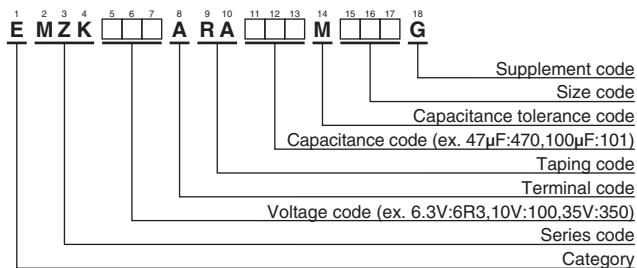 1 2 3 4 5 6 7 8 9 10 11 12 13 14 15 16 17 18
E M Z K A R A M G
Supplement code
Size code
Capacitance tolerance code
Capacitance code (ex. 47µF:470,100µF:101)
Taping code
Terminal code
Voltage code (ex. 6.3V:6R3,10V:100,35V:350)
Series code
Category